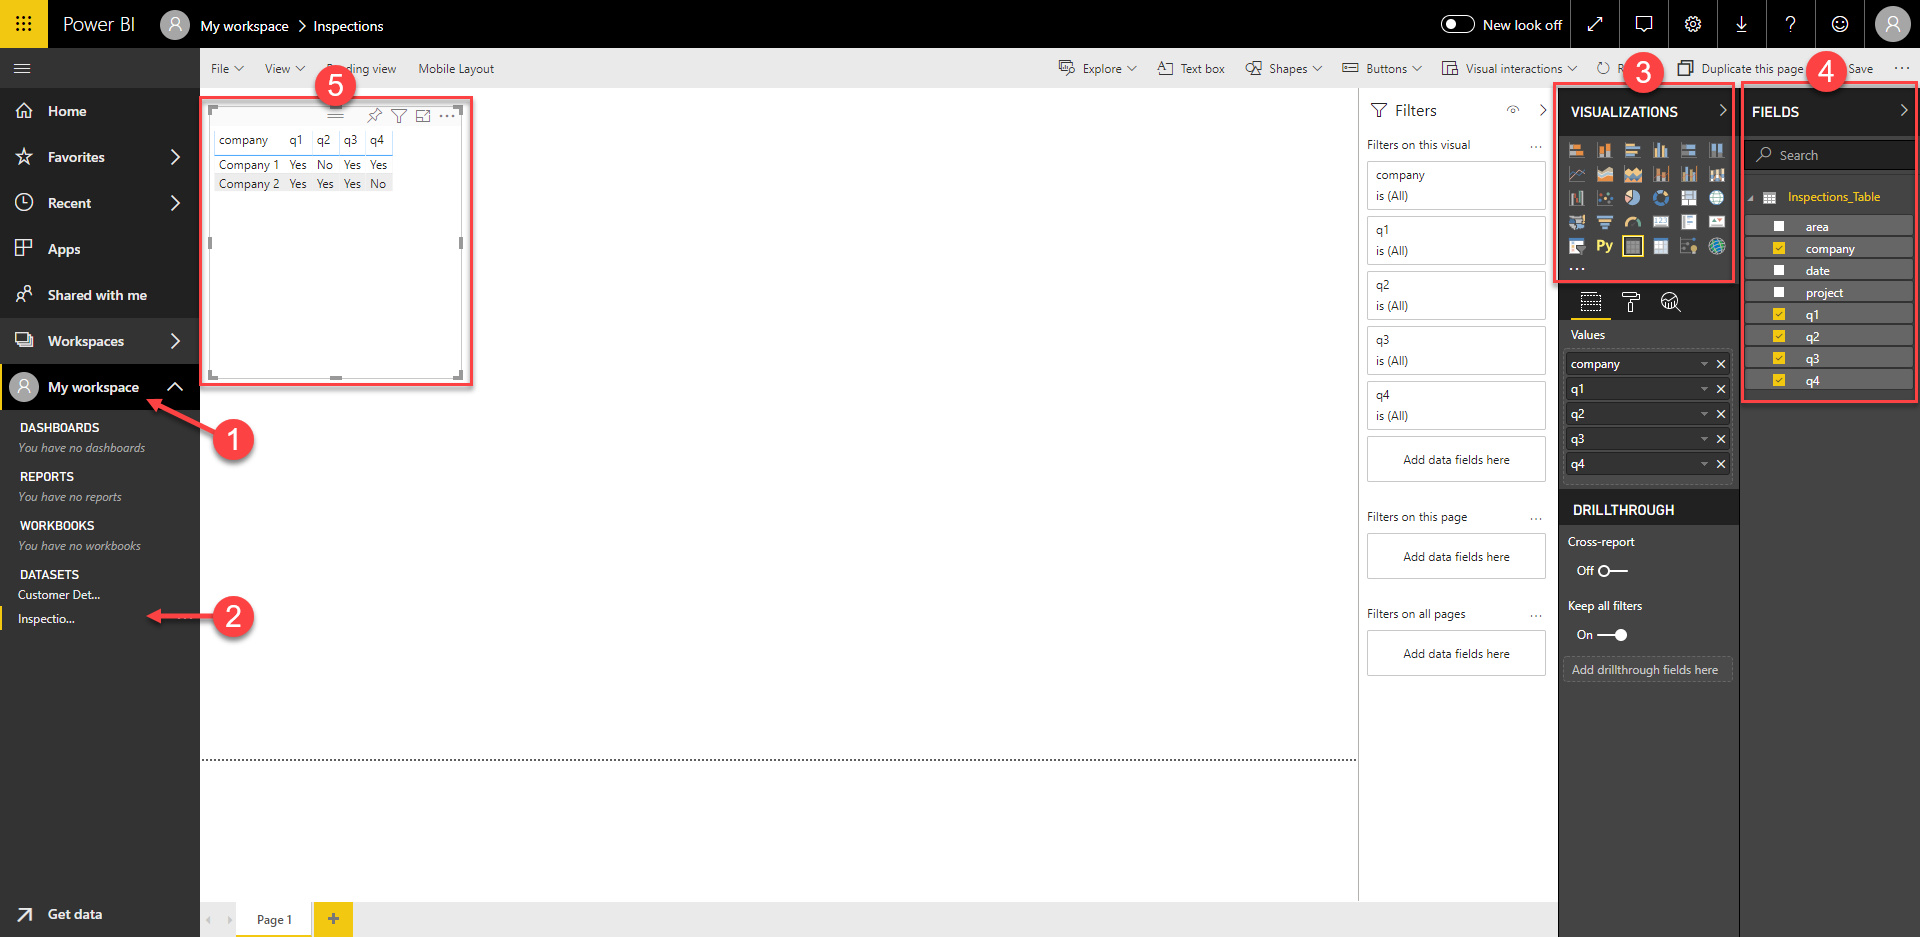 Power BI
My workspace > Inspections
New look off
?
File
View
ding view
Mobile Layout
Explore
Text box
Shapes
Buttons
Visual interactions
Duplicate this page
Save
5
3
4
Home
Favorites
Recent
Apps
Shared with me
Workspaces
My workspace
DASHBOARDS
You have no dashboards
REPORTS
You have no reports
WORKBOOKS
You have no workbooks
DATASETS
Customer Det...
Inspectio...
Get data
1
2
company q1 q2 q3 q4
Company 1 Yes No Yes Yes
Company 2 Yes Yes Yes No
Page 1
+
Filters
Filters on this visual
company
is (All)
q1
is (All)
q2
is (All)
q3
is (All)
q4
is (All)
Add data fields here
Filters on this page
Add data fields here
Filters on all pages
Add data fields here
VISUALIZATIONS
Py
Values
company
q1
q2
q3
q4
DRILLTHROUGH
Cross-report
Off
Keep all filters
On
Add drillthrough fields here
FIELDS
Search
Inspections_Table
area
company
date
project
q1
q2
q3
q4